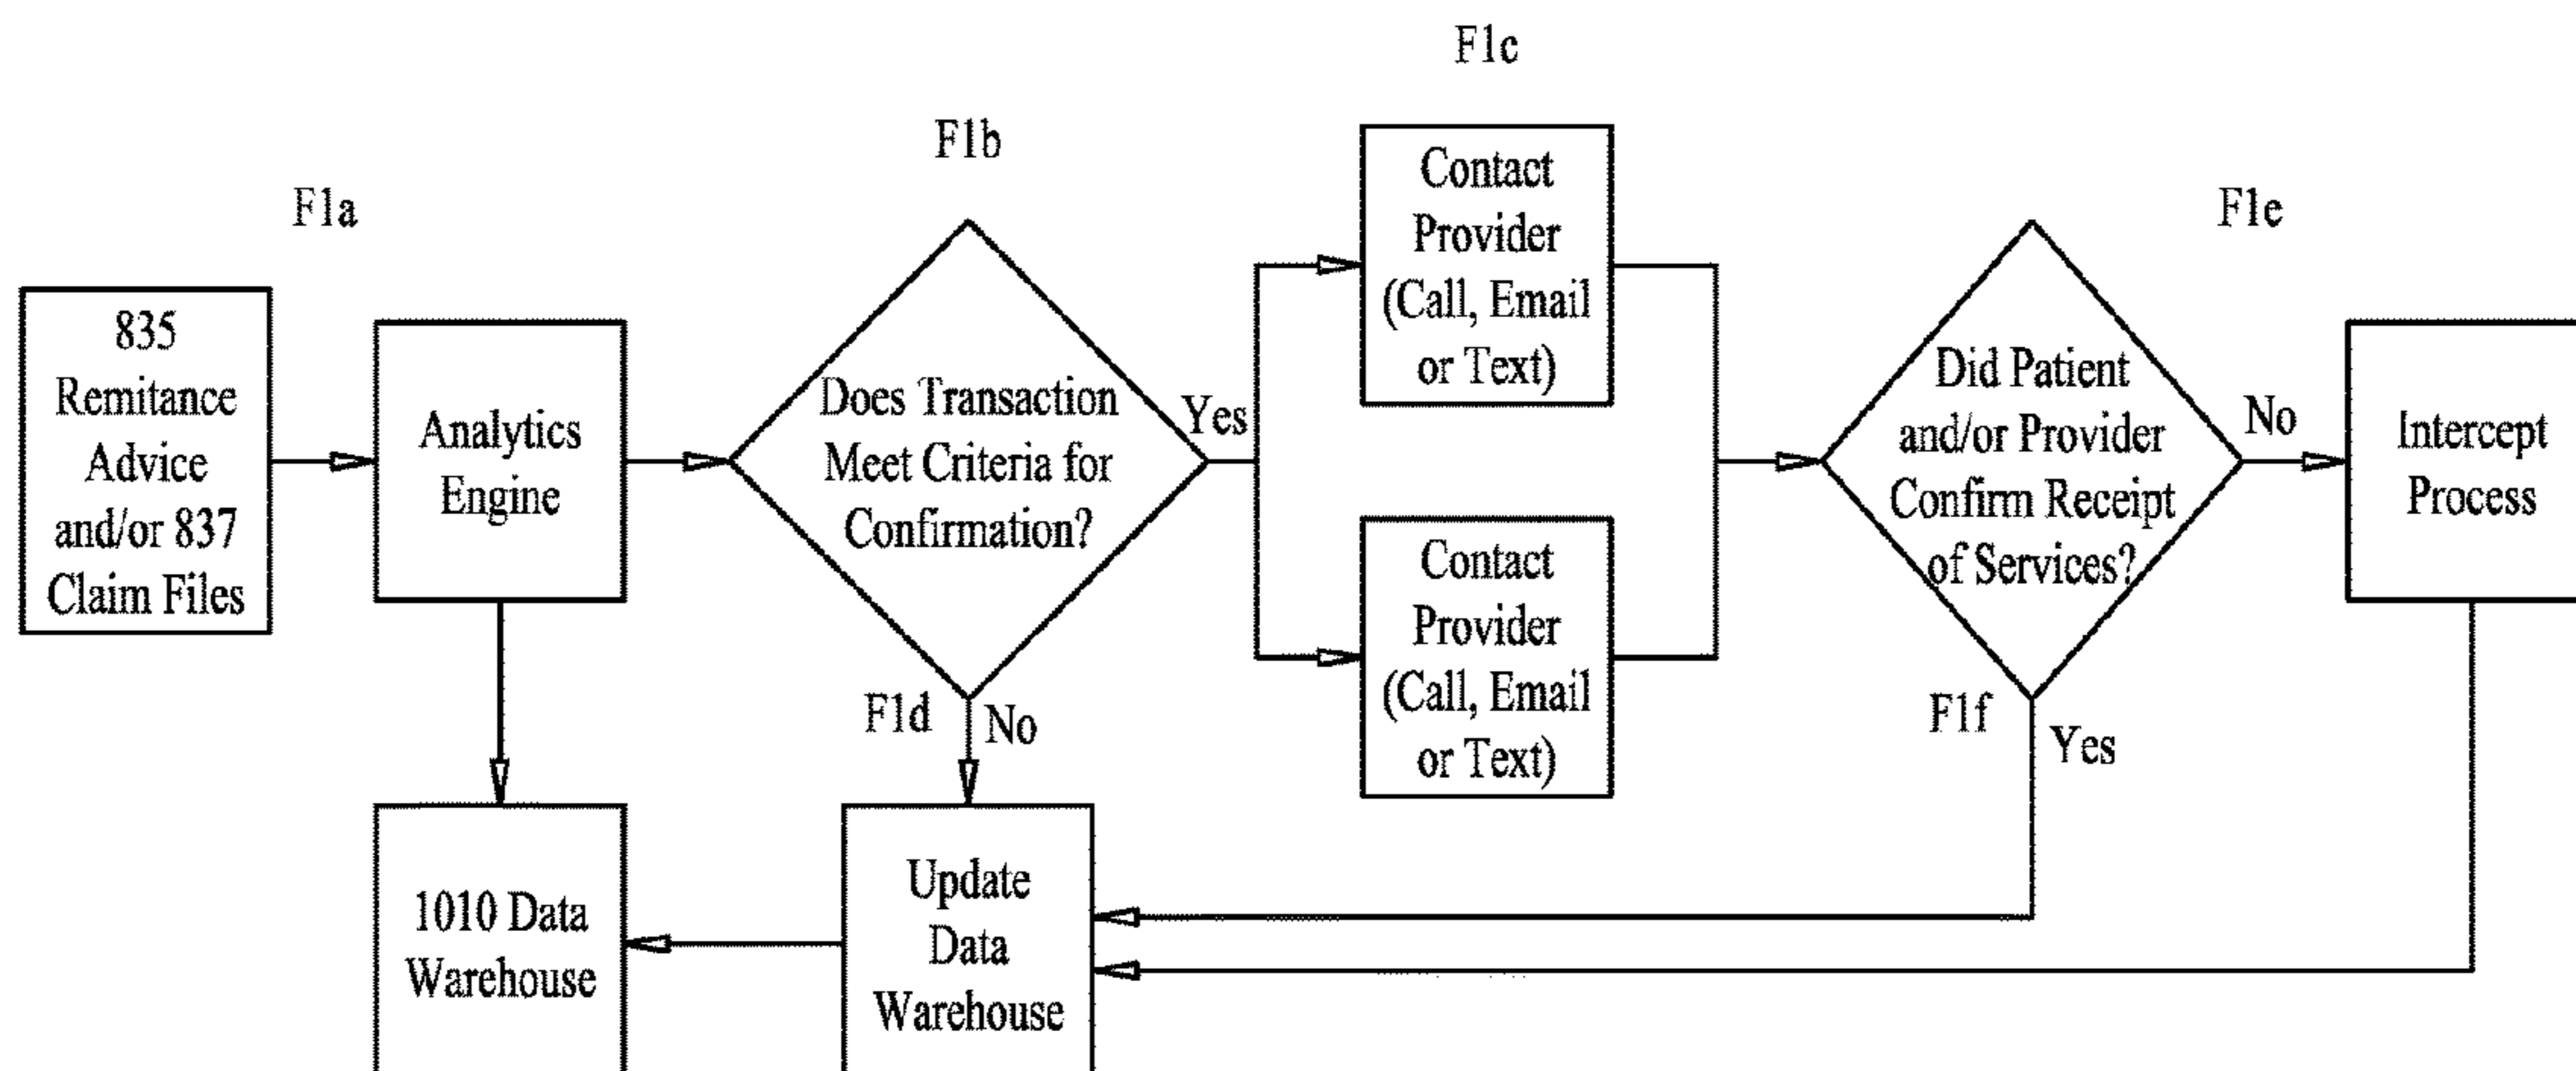 F1a
835
Remitance
Advice
and/or 837
Claim Files
Analytics
Engine
F1b
Does Transaction
Meet Criteria for
Confirmation?
Yes
F1c
Contact
Provider
(Call, Email
or Text)
Contact
Provider
(Call, Email
or Text)
Did Patient
and/or Provider
Confirm Receipt
of Services?
F1e
No
Intercept
Process
F1d
No
F1f
Yes
1010 Data
Warehouse
Update
Data
Warehouse